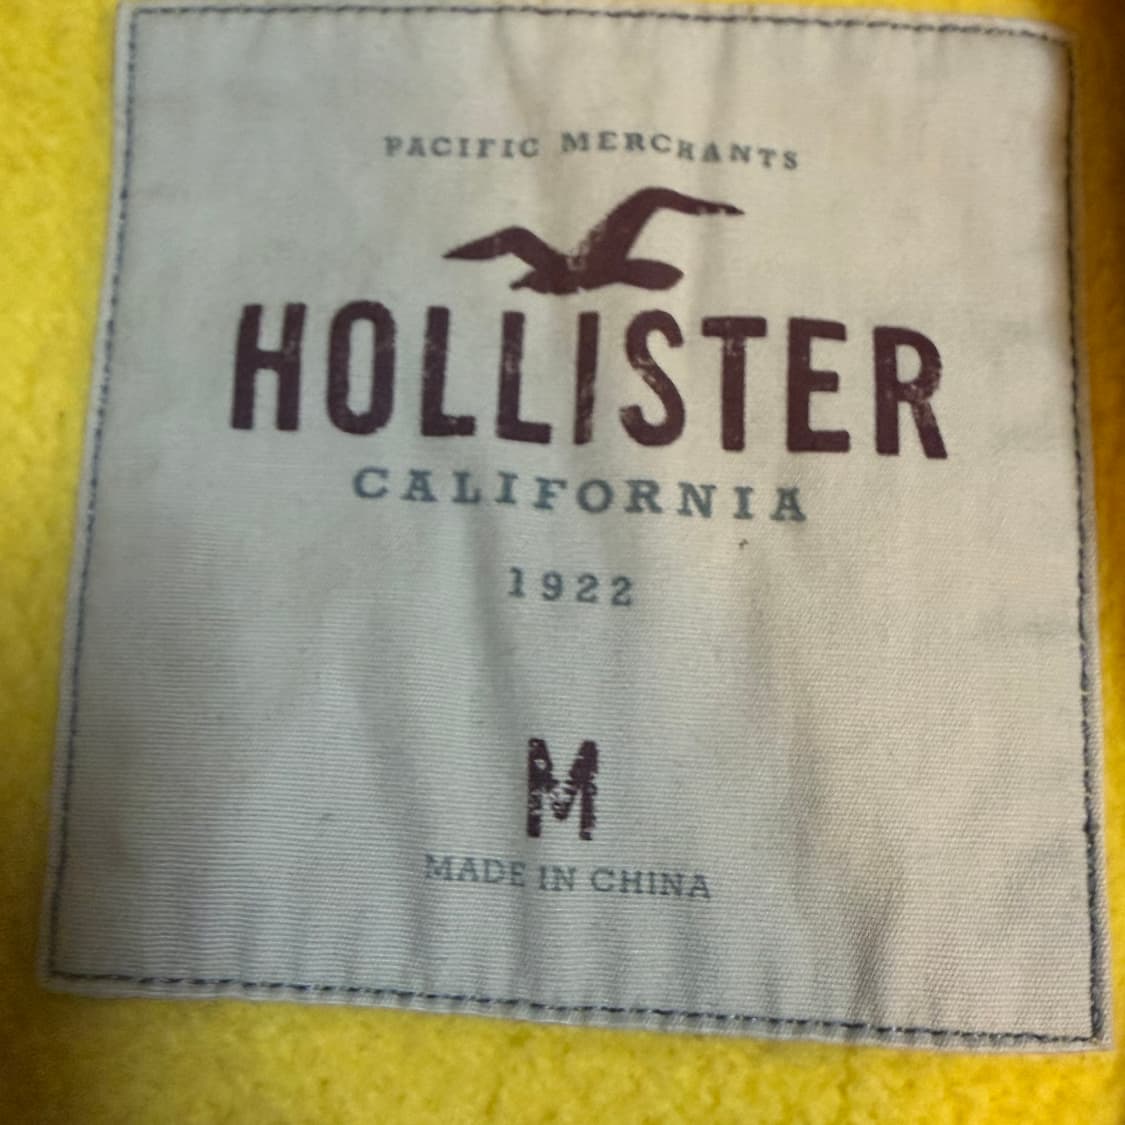 PACIFIC MERCHANTS
HOLLISTER
CALIFORNIA
1922
M
MADE IN CHINA